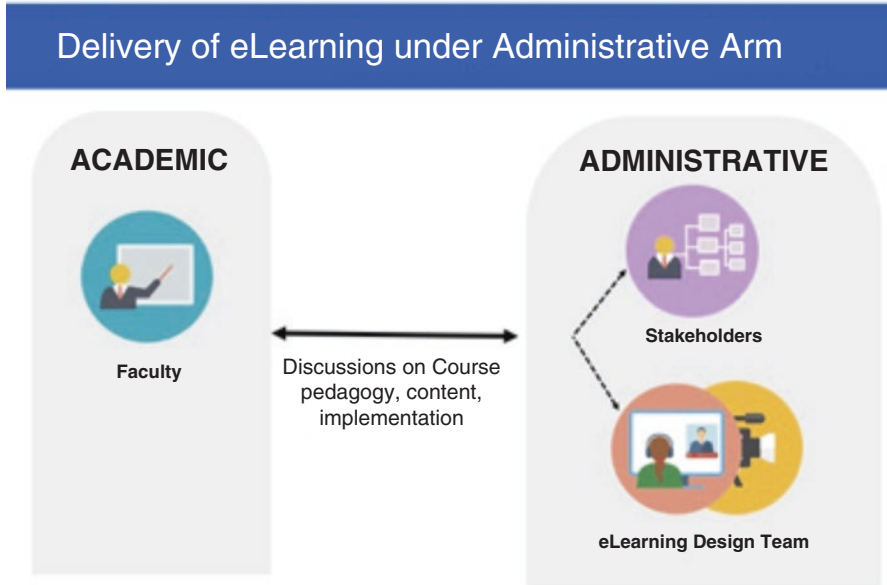 Delivery of eLearning under Administrative Arm
ACADEMIC
Faculty
Discussions on Course
pedagogy, content,
implementation
ADMINISTRATIVE
Stakeholders
eLearning Design Team